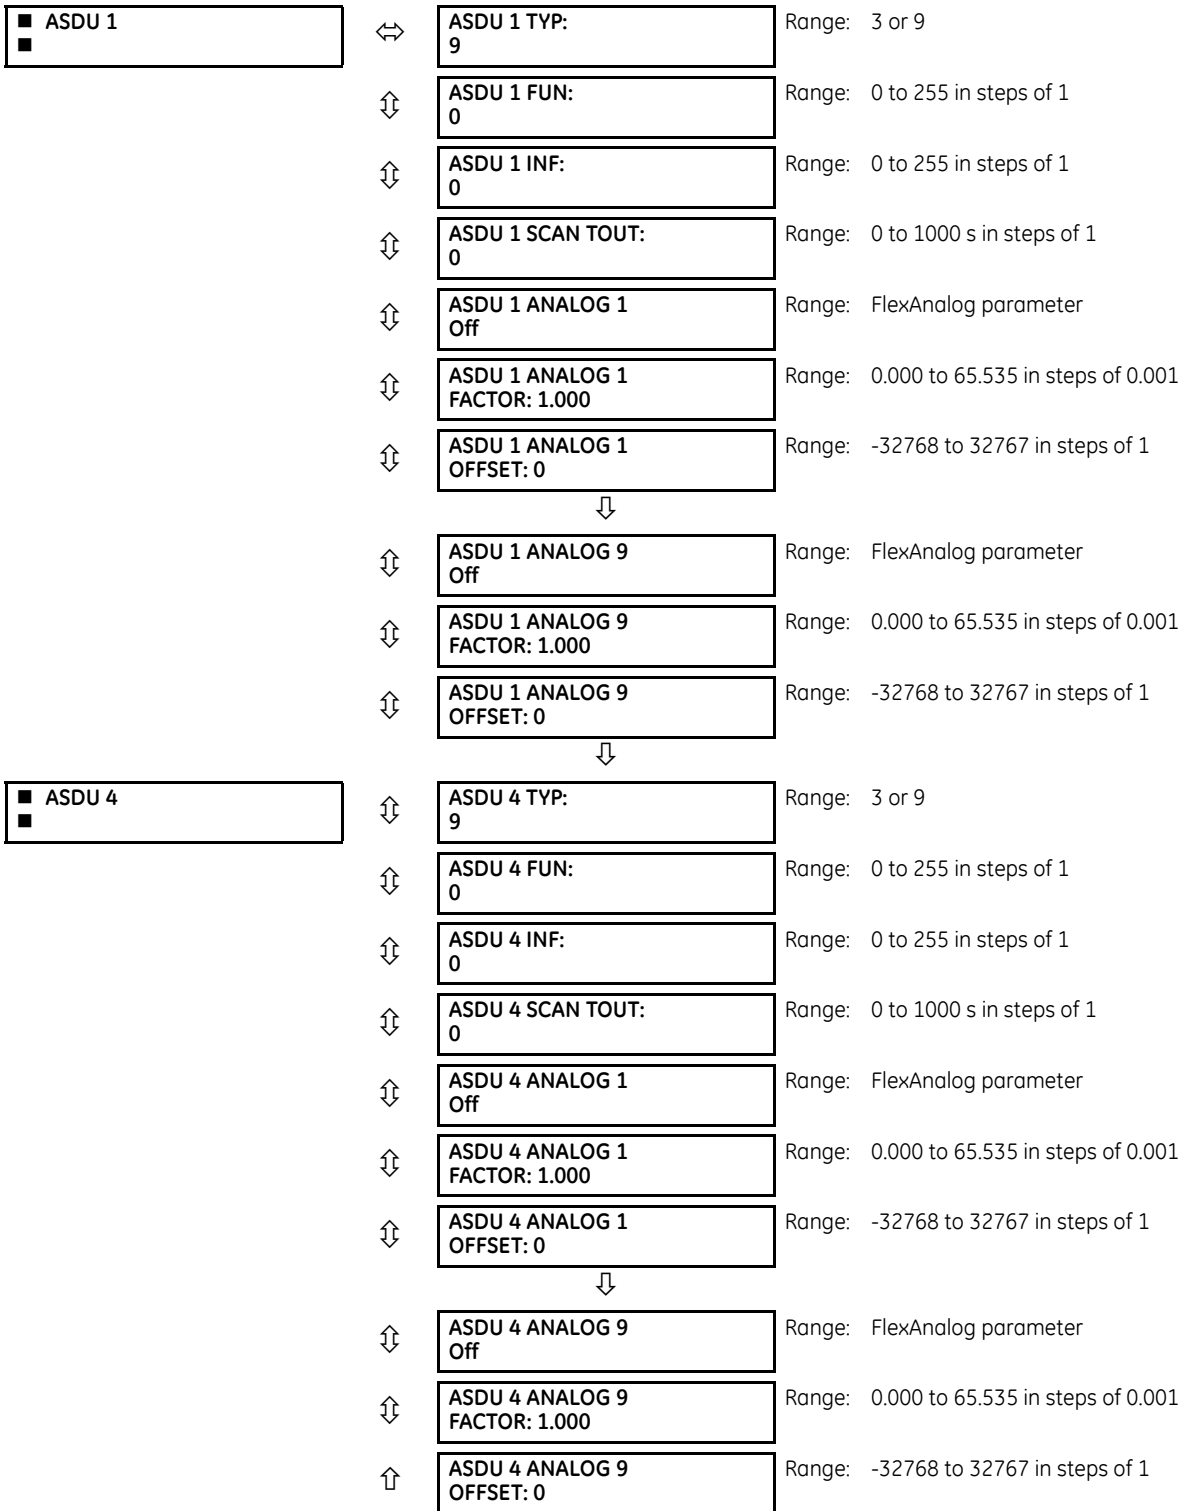 ■ ASDU 1
■
ASDU 1 TYP:
9
Range: 3 or 9
ASDU 1 FUN:
0
Range: 0 to 255 in steps of 1
ASDU 1 INF:
0
Range: 0 to 255 in steps of 1
ASDU 1 SCAN TOUT:
0
Range: 0 to 1000 s in steps of 1
ASDU 1 ANALOG 1
Off
Range: FlexAnalog parameter
ASDU 1 ANALOG 1
FACTOR: 1.000
Range: 0.000 to 65.535 in steps of 0.001
ASDU 1 ANALOG 1
OFFSET: 0
Range: -32768 to 32767 in steps of 1
ASDU 1 ANALOG 9
Off
Range: FlexAnalog parameter
ASDU 1 ANALOG 9
FACTOR: 1.000
Range: 0.000 to 65.535 in steps of 0.001
ASDU 1 ANALOG 9
OFFSET: 0
Range: -32768 to 32767 in steps of 1
■ ASDU 4
■
ASDU 4 TYP:
9
Range: 3 or 9
ASDU 4 FUN:
0
Range: 0 to 255 in steps of 1
ASDU 4 INF:
0
Range: 0 to 255 in steps of 1
ASDU 4 SCAN TOUT:
0
Range: 0 to 1000 s in steps of 1
ASDU 4 ANALOG 1
Off
Range: FlexAnalog parameter
ASDU 4 ANALOG 1
FACTOR: 1.000
Range: 0.000 to 65.535 in steps of 0.001
ASDU 4 ANALOG 1
OFFSET: 0
Range: -32768 to 32767 in steps of 1
ASDU 4 ANALOG 9
Off
Range: FlexAnalog parameter
ASDU 4 ANALOG 9
FACTOR: 1.000
Range: 0.000 to 65.535 in steps of 0.001
ASDU 4 ANALOG 9
OFFSET: 0
Range: -32768 to 32767 in steps of 1